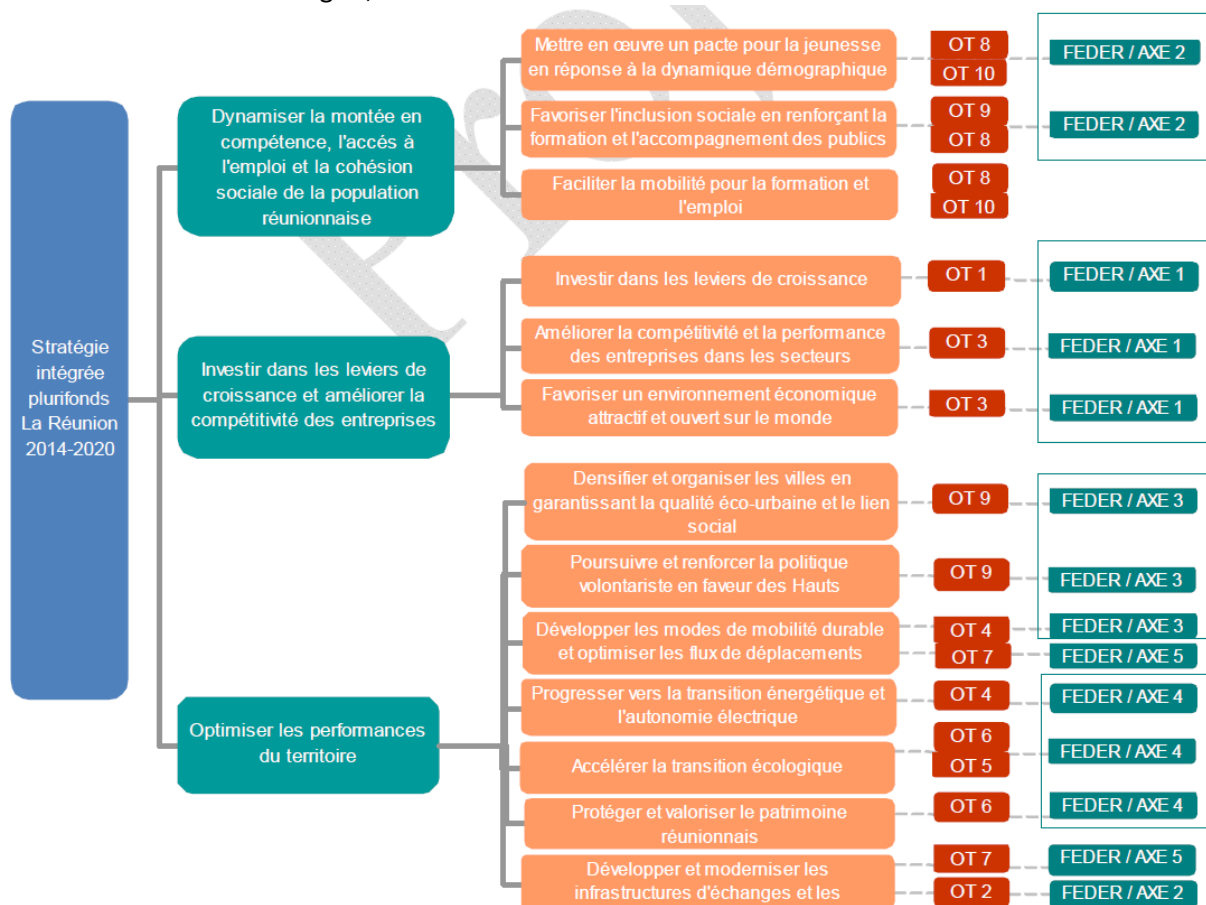 Stratégie
intégrée
plurifonds
La Réunion
2014-2020
Dynamiser la montée en
compétence, l'accés à
l'emploi et la cohésion
sociale de la population
réunionnaise
Mettre en œuvre un pacte pour la jeunesse
en réponse à la dynamique démographique
OT 8
OT 10
FEDER / AXE 2
Favoriser l'inclusion sociale en renforçant la
formation et l'accompagnement des publics
OT 9
OT 8
FEDER / AXE 2
Faciliter la mobilité pour la formation et
l'emploi
OT 8
OT 10
Investir dans les leviers de
croissance et améliorer la
compétitivité des entreprises
Investir dans les leviers de croissance
OT 1
FEDER / AXE 1
Améliorer la compétitivité et la performance
des entreprises dans les secteurs
OT 3
FEDER / AXE 1
Favoriser un environnement économique
attractif et ouvert sur le monde
OT 3
FEDER / AXE 1
Optimiser les performances
du territoire
Densifier et organiser les villes en
garantissant la qualité éco-urbaine et le lien
social
OT 9
FEDER / AXE 3
Poursuivre et renforcer la politique
volontariste en faveur des Hauts
OT 9
FEDER / AXE 3
Développer les modes de mobilité durable
et optimiser les flux de déplacements
OT 4
FEDER / AXE 3
OT 7
FEDER / AXE 5
Progresser vers la transition énergétique et
l'autonomie électrique
OT 4
FEDER / AXE 4
Accélérer la transition écologique
OT 6
OT 5
FEDER / AXE 4
Protéger et valoriser le patrimoine
réunionnais
OT 6
FEDER / AXE 4
Développer et moderniser les
infrastructures d'échanges et les
OT 7
FEDER / AXE 5
OT 2
FEDER / AXE 2